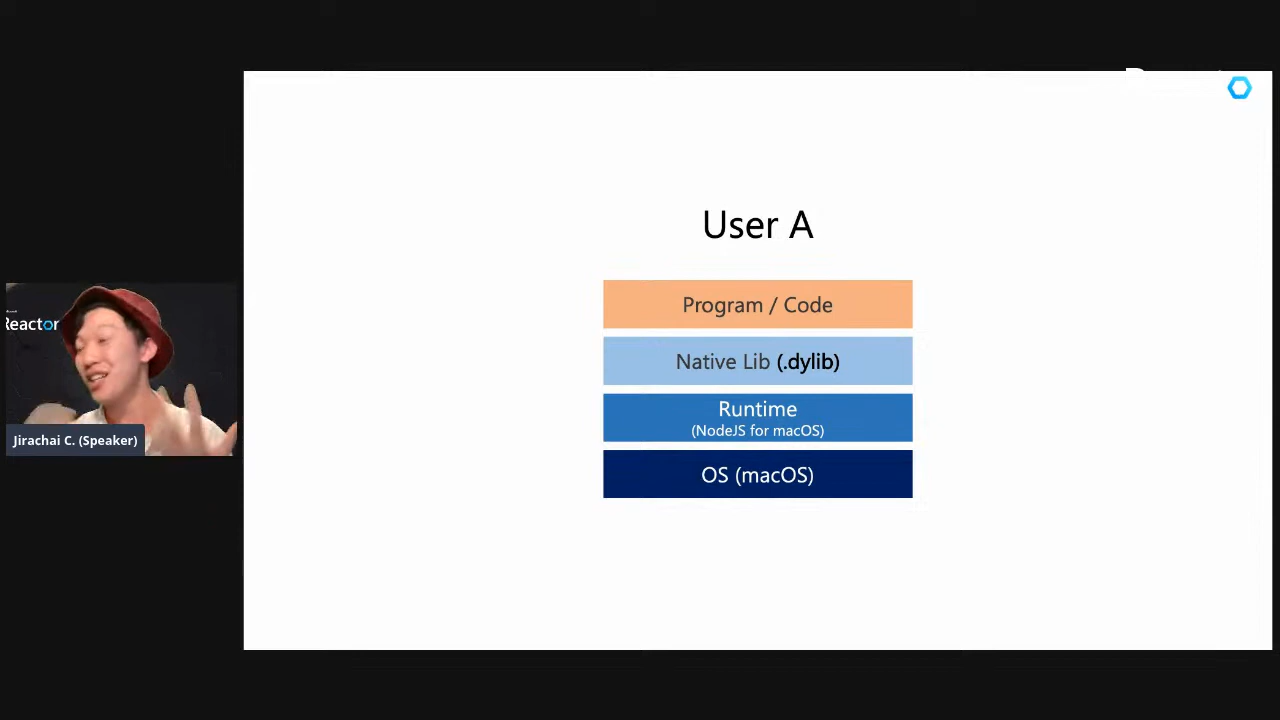 User A
Program / Code
Native Lib (.dylib)
Runtime
(NodeJS for macOS)
OS (macOS)
Reactor
Jirachai C. (Speaker)